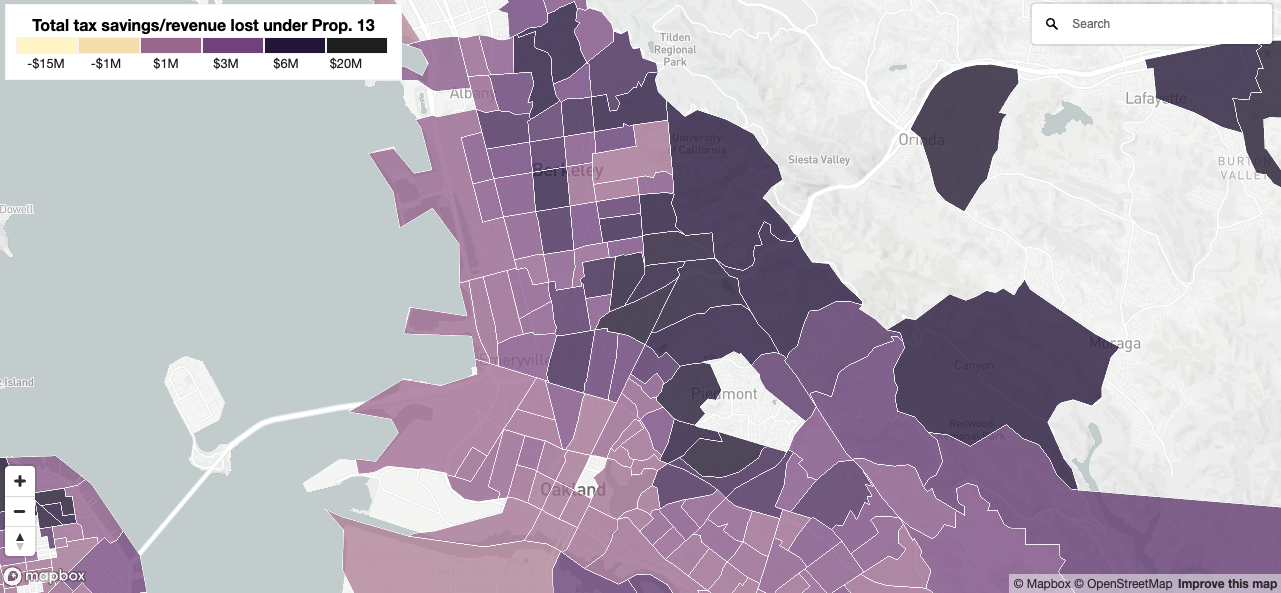 Total tax savings/revenue lost under Prop. 13
-$15M -$1M $1M $3M $6M $20M
Search
Tilden
Regional
Park
Albany
Lafayette
University
of California
Orinda
Siesta Valley
BURTON
VALLEY
Berkeley
Dowell
Emeryville
Moraga
Canyon
Island
Piedmont
Redwood
Park
Oakland
mapbox
© Mapbox © OpenStreetMap Improve this map